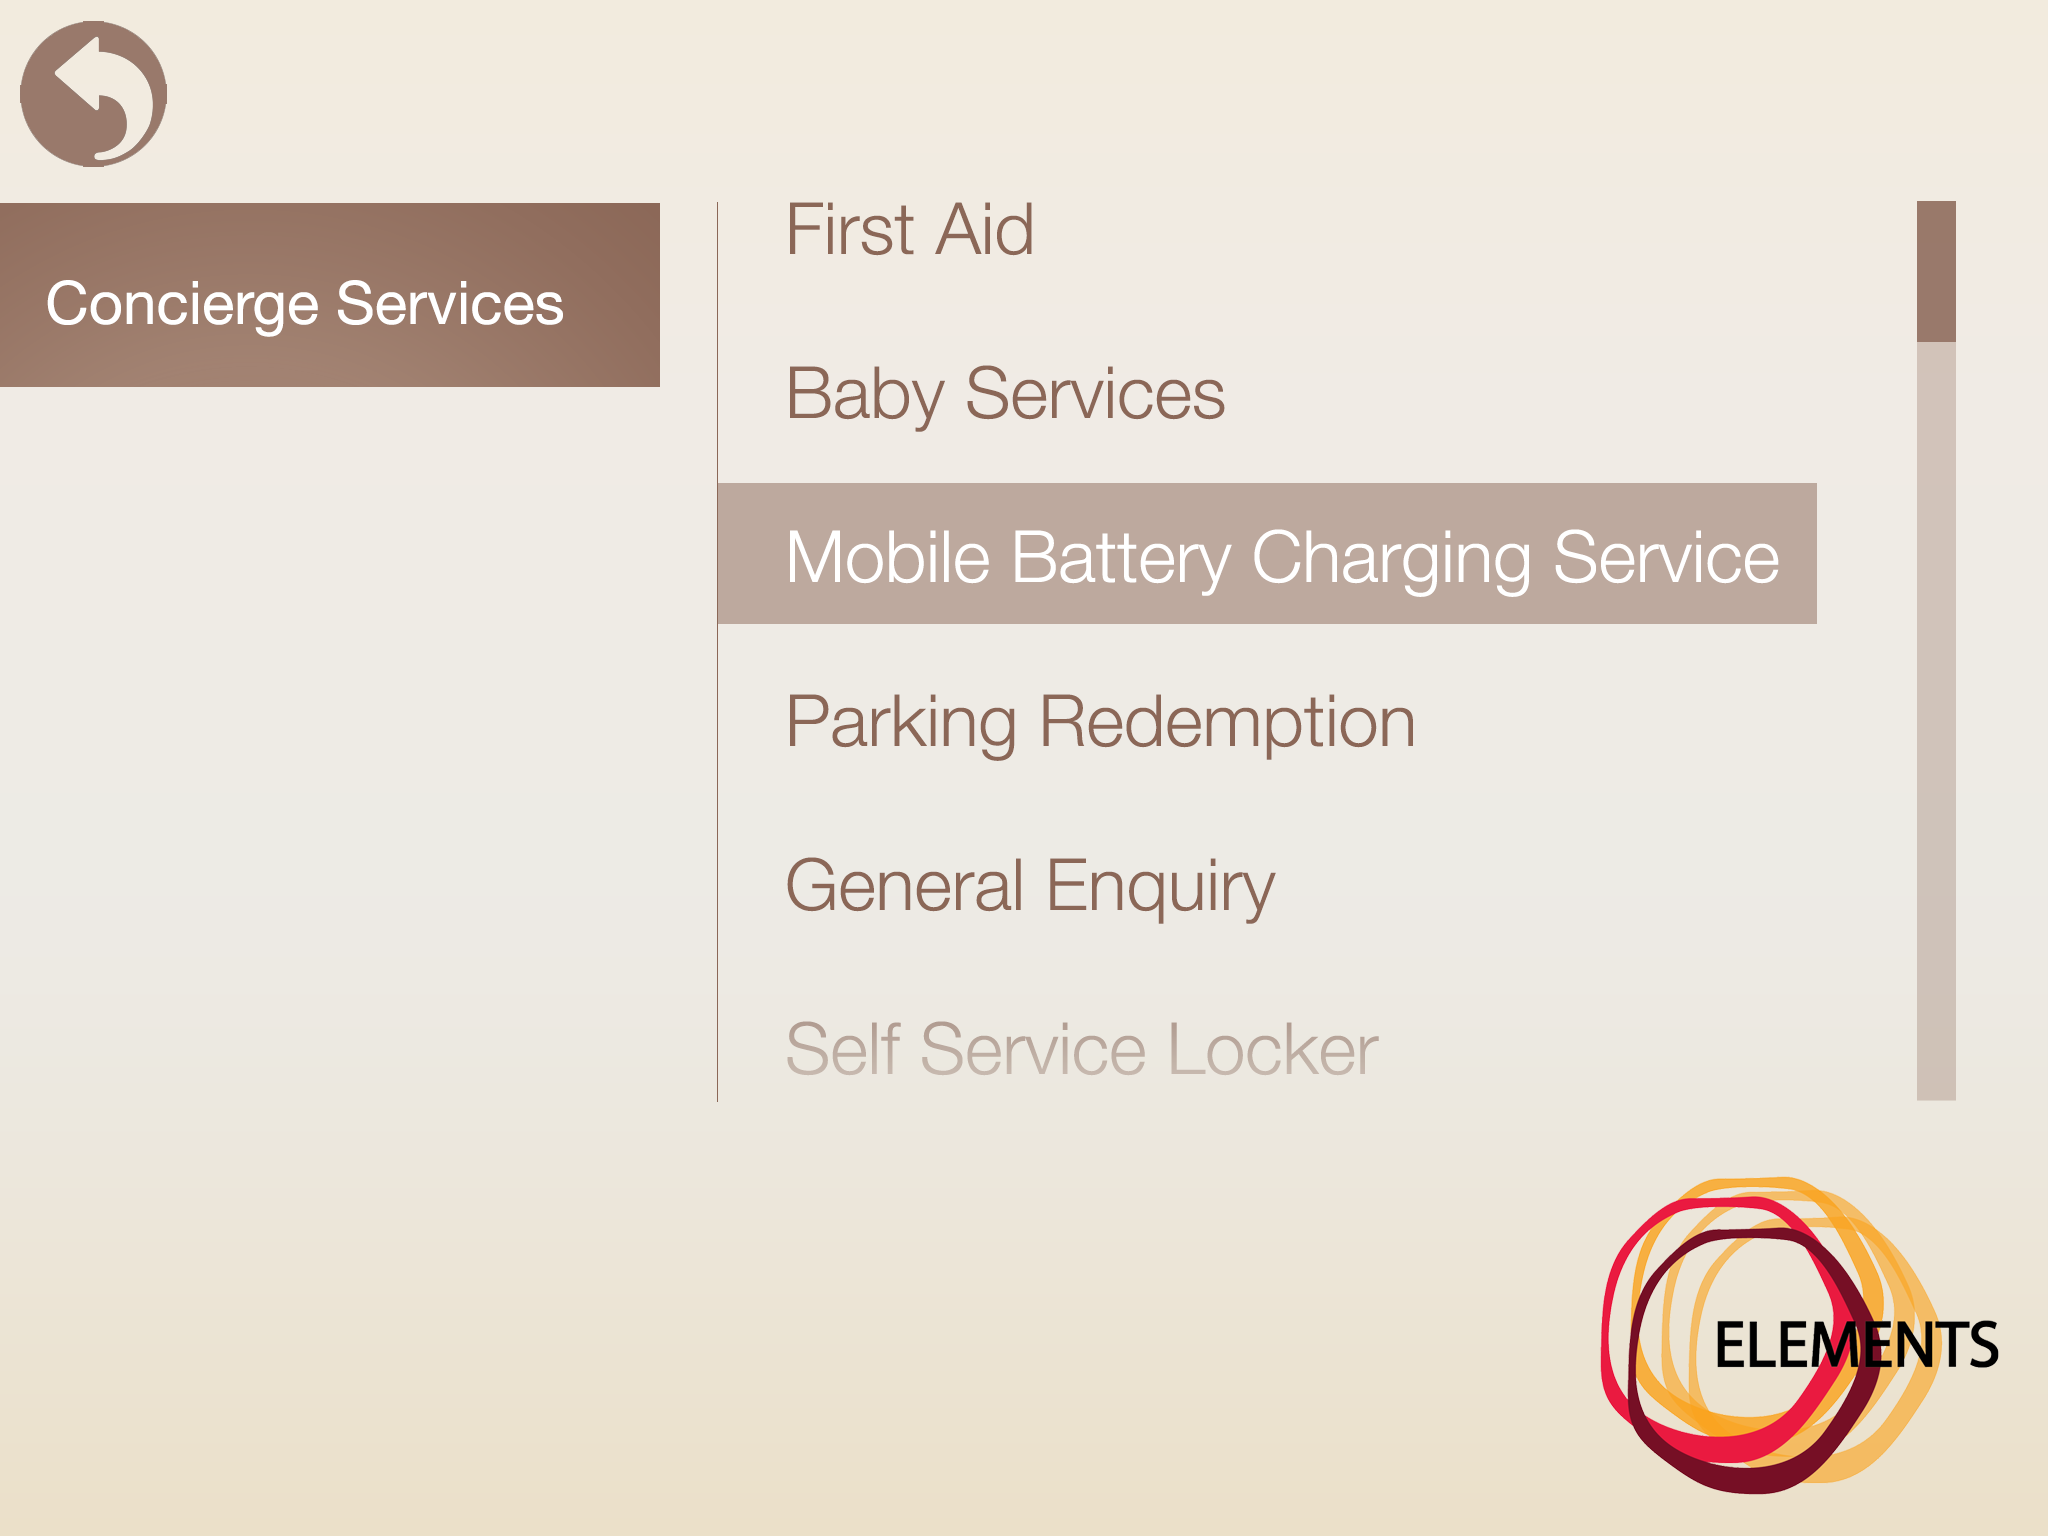 Concierge Services
First Aid
Baby Services
Mobile Battery Charging Service
Parking Redemption
General Enquiry
Self Service Locker
ELEMENTS